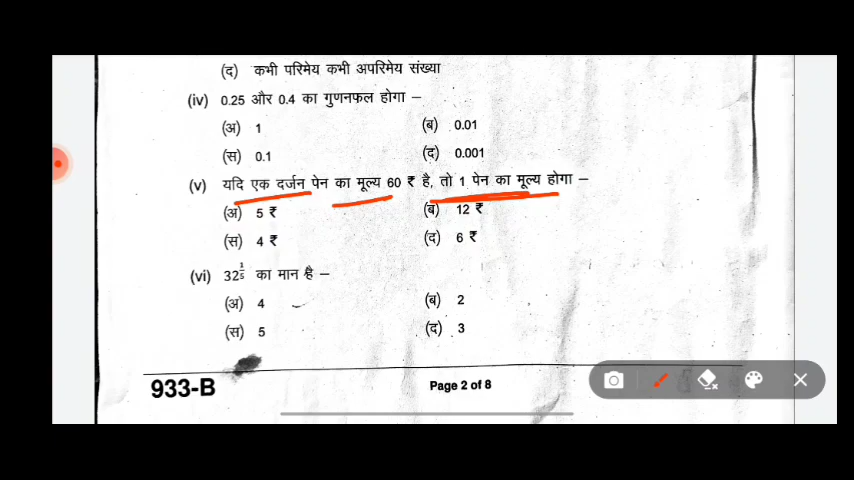 (द) कभी परिमेय कभी अपरिमेय संख्या
(iv) 0.25 और 0.4 का गुणनफल होगा –
(अ) 1 (ब) 0.01
(स) 0.1 (द) 0.001
(v) यदि एक दर्जन पेन का मूल्य 60 ₹ है, तो 1 पेन का मूल्य होगा –
(अ) 5 ₹ (ब) 12 ₹
(स) 4 ₹ (द) 6 ₹
(vi) 32^{1/5} का मान है –
(अ) 4 (ब) 2
(स) 5 (द) 3
933-B Page 2 of 8